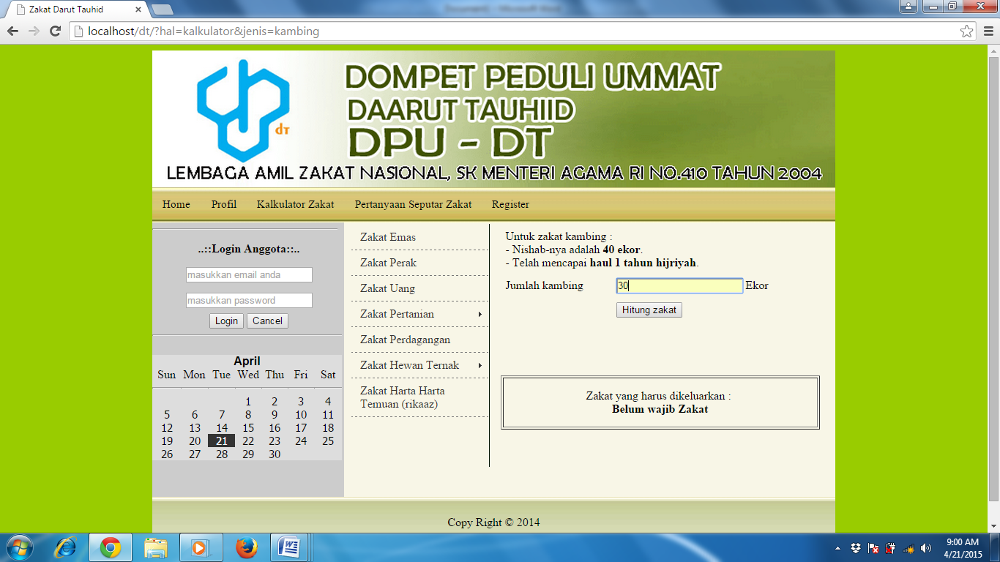 Zakat Darut Tauhid
localhost/dt/?hal=kalkulator&jenis=kambing
DOMPET PEDULI UMMAT
DAARUT TAUHIID
DPU - DT
dt
LEMBAGA AMIL ZAKAT NASIONAL, SK MENTERI AGAMA RI NO.410 TAHUN 2004
Home Profil Kalkulator Zakat Pertanyaan Seputar Zakat Register
..::Login Anggota::..
masukkan email anda
masukkan password
Login Cancel
April
Sun Mon Tue Wed Thu Fri Sat
1 2 3 4
5 6 7 8 9 10 11
12 13 14 15 16 17 18
19 20 21 22 23 24 25
26 27 28 29 30
Zakat Emas
Zakat Perak
Zakat Uang
Zakat Pertanian
Zakat Perdagangan
Zakat Hewan Ternak
Zakat Harta Harta
Temuan (rikaaz)
Untuk zakat kambing :
- Nishab-nya adalah 40 ekor.
- Telah mencapai haul 1 tahun hijriyah.
Jumlah kambing 30 Ekor
Hitung zakat
Zakat yang harus dikeluarkan :
Belum wajib Zakat
Copy Right © 2014
9:00 AM
4/21/2015